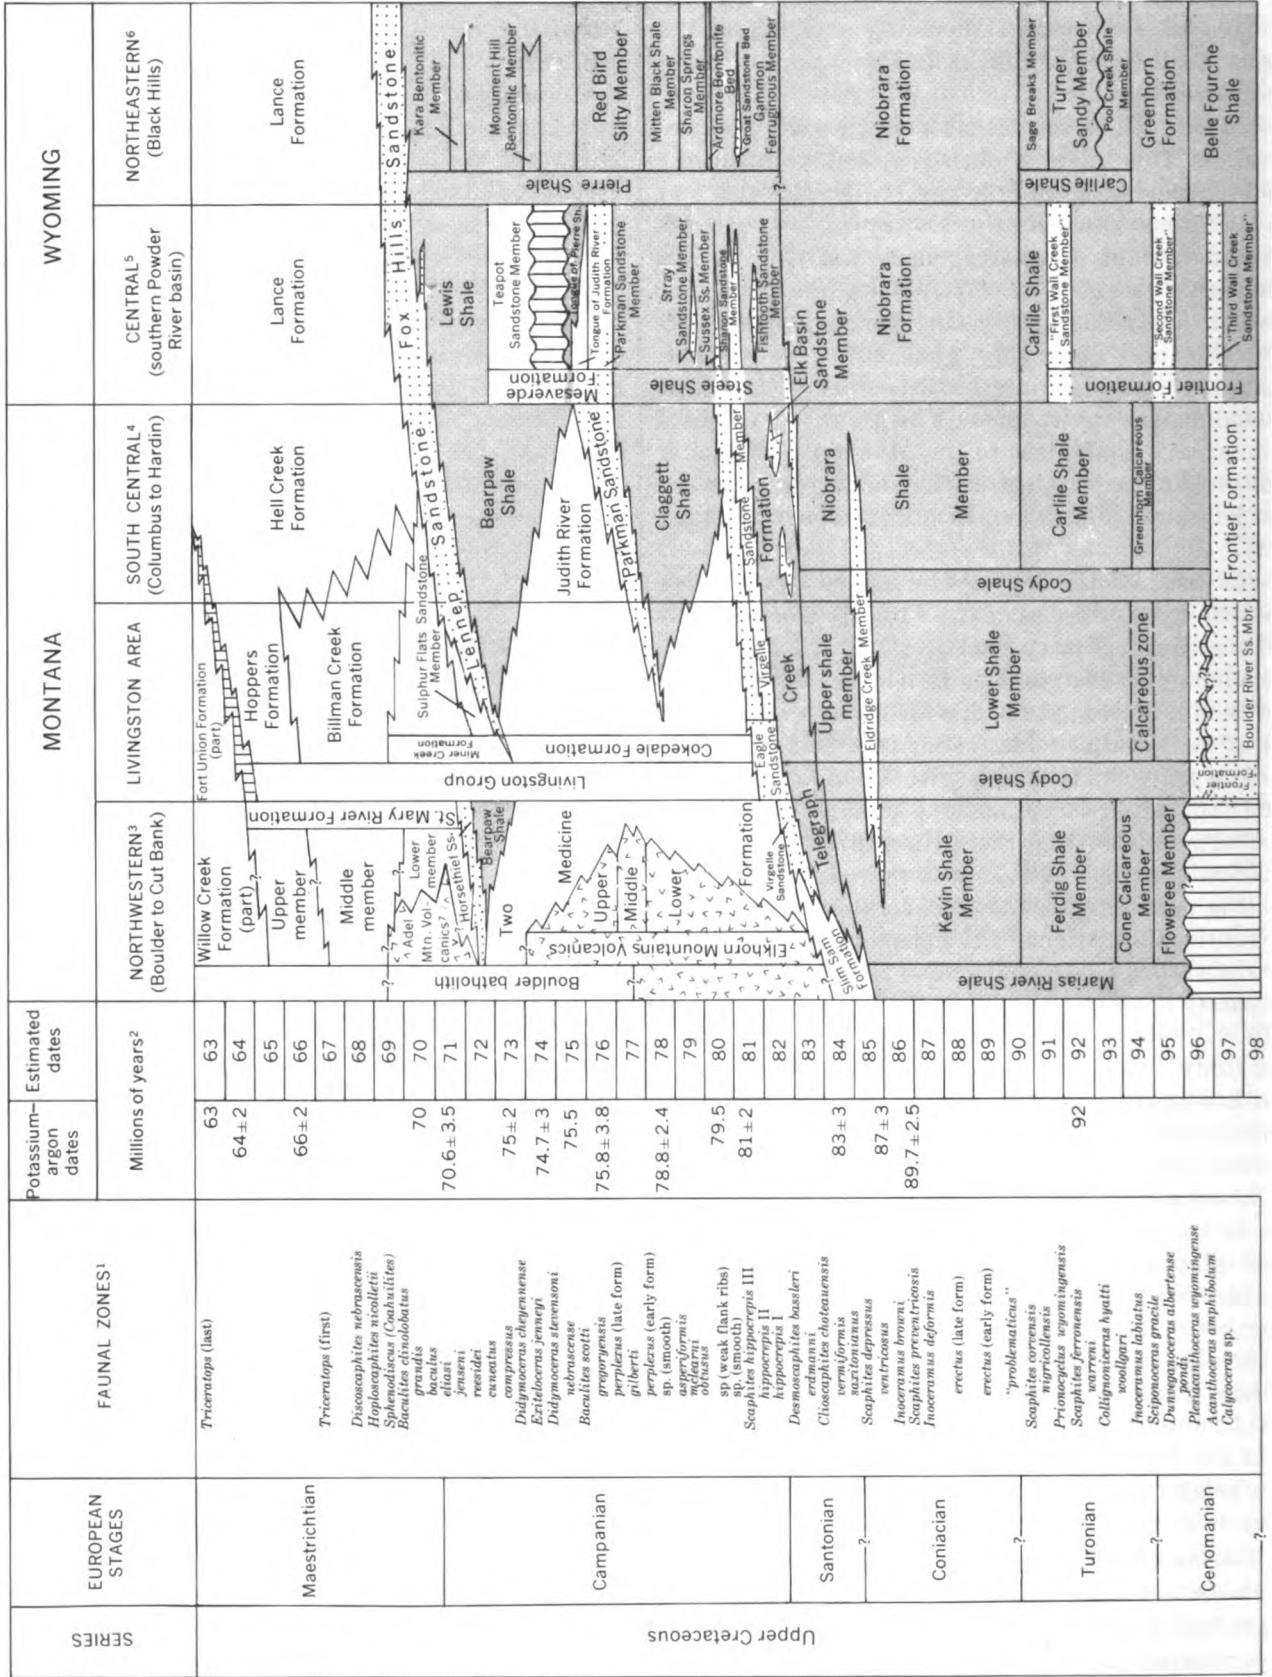 SERIES
EUROPEAN
STAGES
FAUNAL ZONES¹
Potassium–
argon
dates
Estimated
dates
Millions of years²
MONTANA
NORTHWESTERN³
(Boulder to Cut Bank)
LIVINGSTON AREA
SOUTH CENTRAL⁴
(Columbus to Hardin)
WYOMING
CENTRAL⁵
(southern Powder
River basin)
NORTHEASTERN⁶
(Black Hills)
Upper Cretaceous
Maestrichtian
Campanian
Santonian
?
Coniacian
?
Turonian
?
Cenomanian
?
Triceratops (last)
Triceratops (first)
Discoscaphites nebrascensis
Hoploscaphites nicolletii
Sphenodiscus (Coahuilites)
Baculites clinolobatus
grandis
baculus
eliasi
jenseni
reesidei
cuneatus
compressus
Didymoceras cheyennense
Exiteloceras jenneyi
Didymoceras stevensoni
nebrascense
Baculites scotti
gregoryensis
perplexus (late form)
gilberti
perplexus (early form)
sp. (smooth)
asperiformis
mclearni
obtusus
sp (weak flank ribs)
sp. (smooth)
Scaphites hippocrepis III
hippocrepis II
hippocrepis I
Desmoscaphites bassleri
erdmanni
Clioscaphites choteauensis
vermiformis
saxitonianus
Scaphites depressus
ventricosus
Inoceramus browni
Scaphites preventricosis
Inoceramus deformis
erectus (late form)
erectus (early form)
"problematicus"
Scaphites corvensis
nigricollensis
Prionocyclus wyomingensis
Scaphites ferronensis
warreni
Collignoniceras hyatti
woollgari
Inoceramus labiatus
Sciponoceras gracile
Dunveganoceras albertense
pondi
Plesiacanthoceras wyomingense
Acanthoceras amphibolum
Calycoceras sp.
63
64±2
66±2
70
70.6±3.5
75±2
74.7±3
75.5
75.8±3.8
78.8±2.4
79.5
81±2
83±3
87±3
89.7±2.5
92
63
64
65
66
67
68
69
70
71
72
73
74
75
76
77
78
79
80
81
82
83
84
85
86
87
88
89
90
91
92
93
94
95
96
97
98
Willow Creek
Formation
(part)
Upper
member
Middle
member
St. Mary River Formation
Adel
Mtn. Vol-
canics⁷
Lower
member
Horsethief Ss
Bearpaw
Shale
Two
Medicine
Formation
Upper
Middle
Lower
Elkhorn Mountains Volcanics
Boulder batholith
Virgelle
Sandstone
Slim Sam
Formation
Telegraph
Creek
Formation
Kevin Shale
Member
Ferdig Shale
Member
Cone Calcareous
Member
Floweree Member
Marias River Shale
Fort Union Formation
(part)
Hoppers
Formation
Billman Creek
Formation
Sulphur Flats Sandstone
Member
Miner Creek
Formation
Livingston Group
Cokedale Formation
Lennep
Sandstone
Eagle
Sandstone
Virgelle
Sandstone
Member
Upper shale
member
Eldridge Creek Member
Lower Shale
Member
Calcareous zone
Cody Shale
Frontier
Formation
Boulder River Ss. Mbr.
Hell Creek
Formation
Bearpaw
Shale
Judith River
Formation
Parkman Sandstone
Claggett
Shale
Niobrara
Shale
Member
Carlile Shale
Member
Greenhorn Calcareous
Member
Cody Shale
Frontier Formation
Lance
Formation
Fox Hills Sandstone
Lewis
Shale
Teapot
Sandstone Member
Tongue of Pierre Sh.
Tongue of Judith River
Formation
Parkman Sandstone
Member
Mesaverde
Formation
Stray
Sandstone Member
Sussex Ss. Member
Shannon Sandstone
Member
Fishtooth Sandstone
Member
Steele Shale
Elk Basin
Sandstone
Member
Niobrara
Formation
Carlile Shale
"First Wall Creek
Sandstone Member"
"Second Wall Creek
Sandstone Member"
"Third Wall Creek
Sandstone Member"
Frontier Formation
Lance
Formation
Kara Bentonitic
Member
Monument Hill
Bentonitic Member
Red Bird
Silty Member
Mitten Black Shale
Member
Sharon Springs
Member
Ardmore Bentonite
Bed
Groat Sandstone Bed
Gammon
Ferruginous Member
Pierre Shale
Niobrara
Formation
Sage Breaks Member
Turner
Sandy Member
Pool Creek Shale
Member
Carlile Shale
Greenhorn
Formation
Belle Fourche
Shale